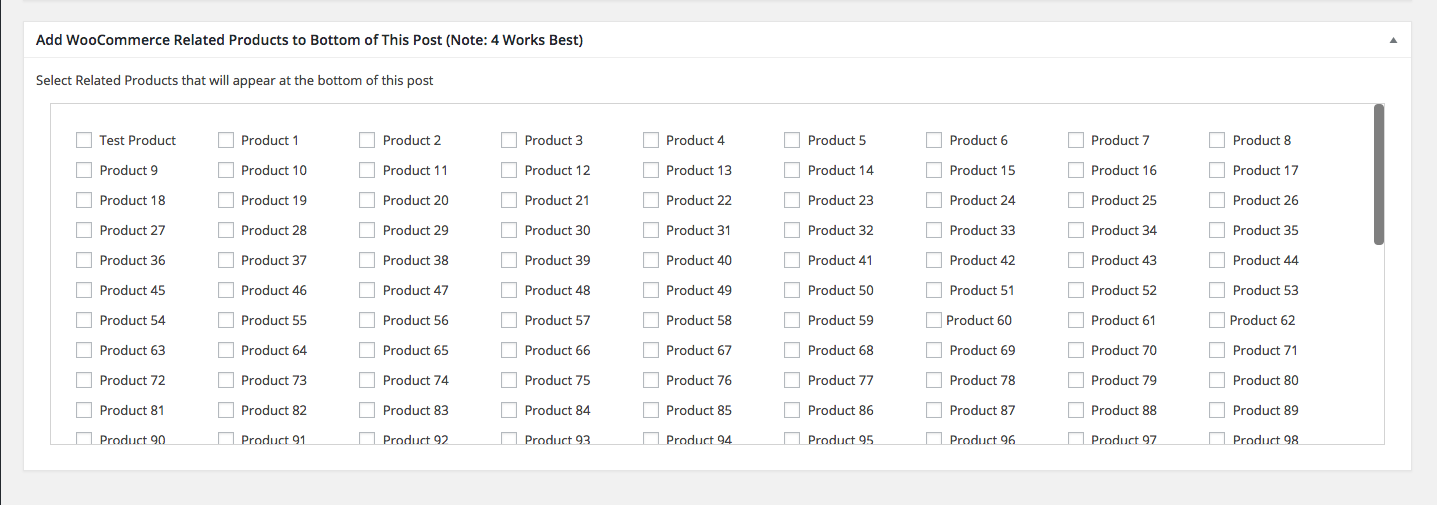 Add WooCommerce Related Products to Bottom of This Post (Note: 4 Works Best)
Select Related Products that will appear at the bottom of this post
Test Product Product 1 Product 2 Product 3 Product 4 Product 5 Product 6 Product 7 Product 8
Product 9 Product 10 Product 11 Product 12 Product 13 Product 14 Product 15 Product 16 Product 17
Product 18 Product 19 Product 20 Product 21 Product 22 Product 23 Product 24 Product 25 Product 26
Product 27 Product 28 Product 29 Product 30 Product 31 Product 32 Product 33 Product 34 Product 35
Product 36 Product 37 Product 38 Product 39 Product 40 Product 41 Product 42 Product 43 Product 44
Product 45 Product 46 Product 47 Product 48 Product 49 Product 50 Product 51 Product 52 Product 53
Product 54 Product 55 Product 56 Product 57 Product 58 Product 59 Product 60 Product 61 Product 62
Product 63 Product 64 Product 65 Product 66 Product 67 Product 68 Product 69 Product 70 Product 71
Product 72 Product 73 Product 74 Product 75 Product 76 Product 77 Product 78 Product 79 Product 80
Product 81 Product 82 Product 83 Product 84 Product 85 Product 86 Product 87 Product 88 Product 89
Product 90 Product 91 Product 92 Product 93 Product 94 Product 95 Product 96 Product 97 Product 98